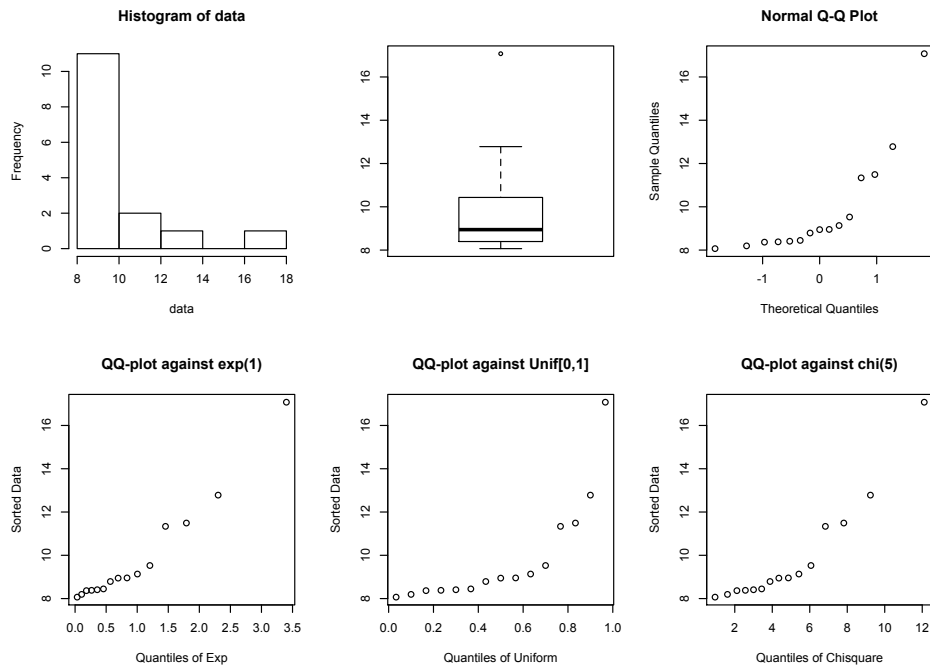 Histogram of data
Frequency
0 2 4 6 8 10
8 10 12 14 16 18
data
8 10 12 14 16
Normal Q-Q Plot
Sample Quantiles
8 10 12 14 16
-1 0 1
Theoretical Quantiles
QQ-plot against exp(1)
Sorted Data
8 10 12 14 16
0.0 0.5 1.0 1.5 2.0 2.5 3.0 3.5
Quantiles of Exp
QQ-plot against Unif[0,1]
Sorted Data
8 10 12 14 16
0.0 0.2 0.4 0.6 0.8 1.0
Quantiles of Uniform
QQ-plot against chi(5)
Sorted Data
8 10 12 14 16
2 4 6 8 10 12
Quantiles of Chisquare